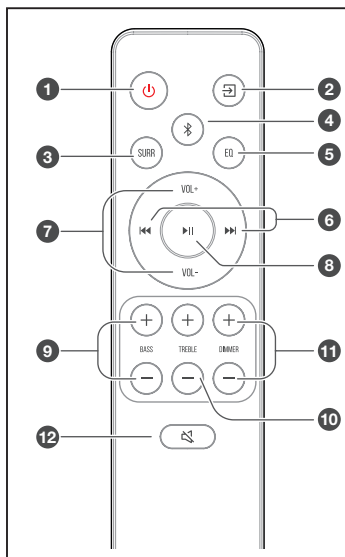 1 2
4
3 SURR EQ 5
VOL+
6
7
8
VOL-
9 BASS TREBLE DIMMER 11
10
12